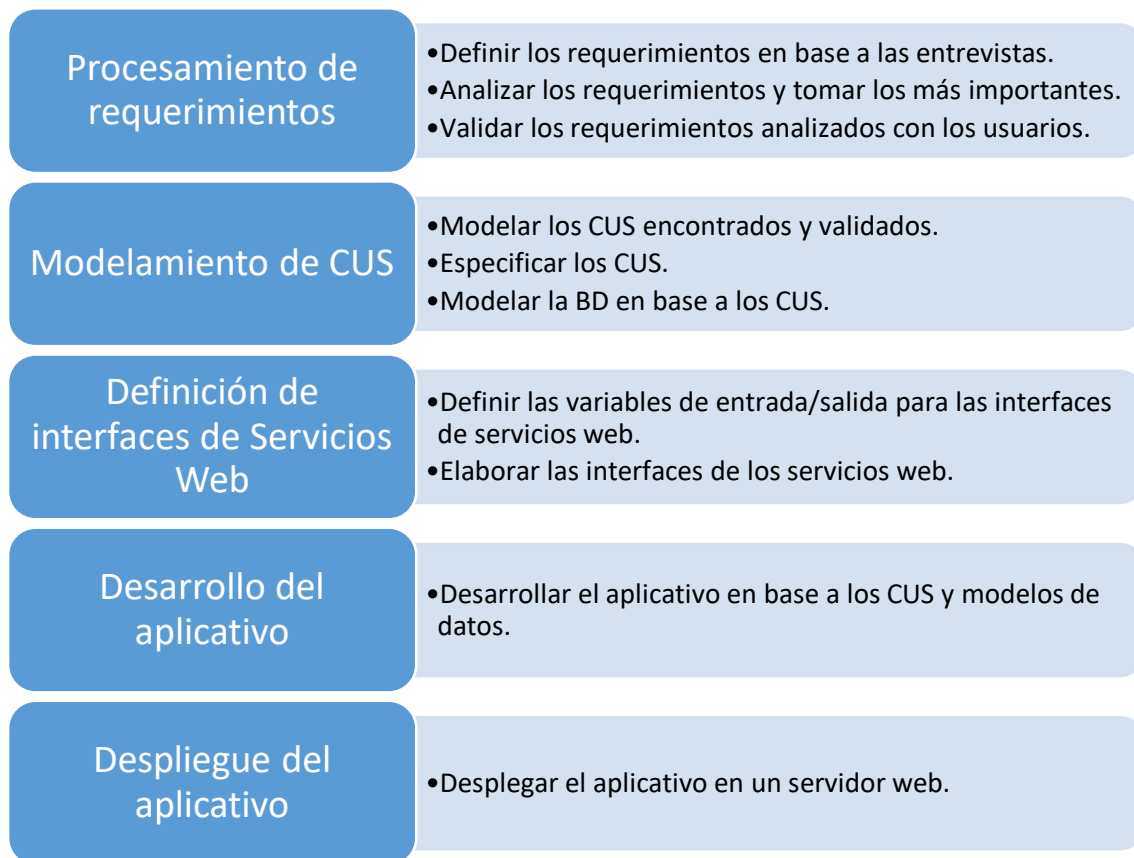 Procesamiento de
requerimientos
•Definir los requerimientos en base a las entrevistas.
•Analizar los requerimientos y tomar los más importantes.
•Validar los requerimientos analizados con los usuarios.
Modelamiento de CUS
•Modelar los CUS encontrados y validados.
•Especificar los CUS.
•Modelar la BD en base a los CUS.
Definición de
interfaces de Servicios
Web
•Definir las variables de entrada/salida para las interfaces
de servicios web.
•Elaborar las interfaces de los servicios web.
Desarrollo del
aplicativo
•Desarrollar el aplicativo en base a los CUS y modelos de
datos.
Despliegue del
aplicativo
•Desplegar el aplicativo en un servidor web.